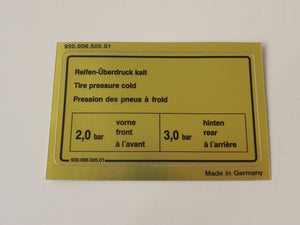 930.006.505.01
Reifen-Überdruck kalt
Tire pressure cold
Pression des pneus à froid
2,0 bar
vorne
front
à l'avant
3,0 bar
hinten
rear
à l'arrière
930.006.505.01
Made in Germany